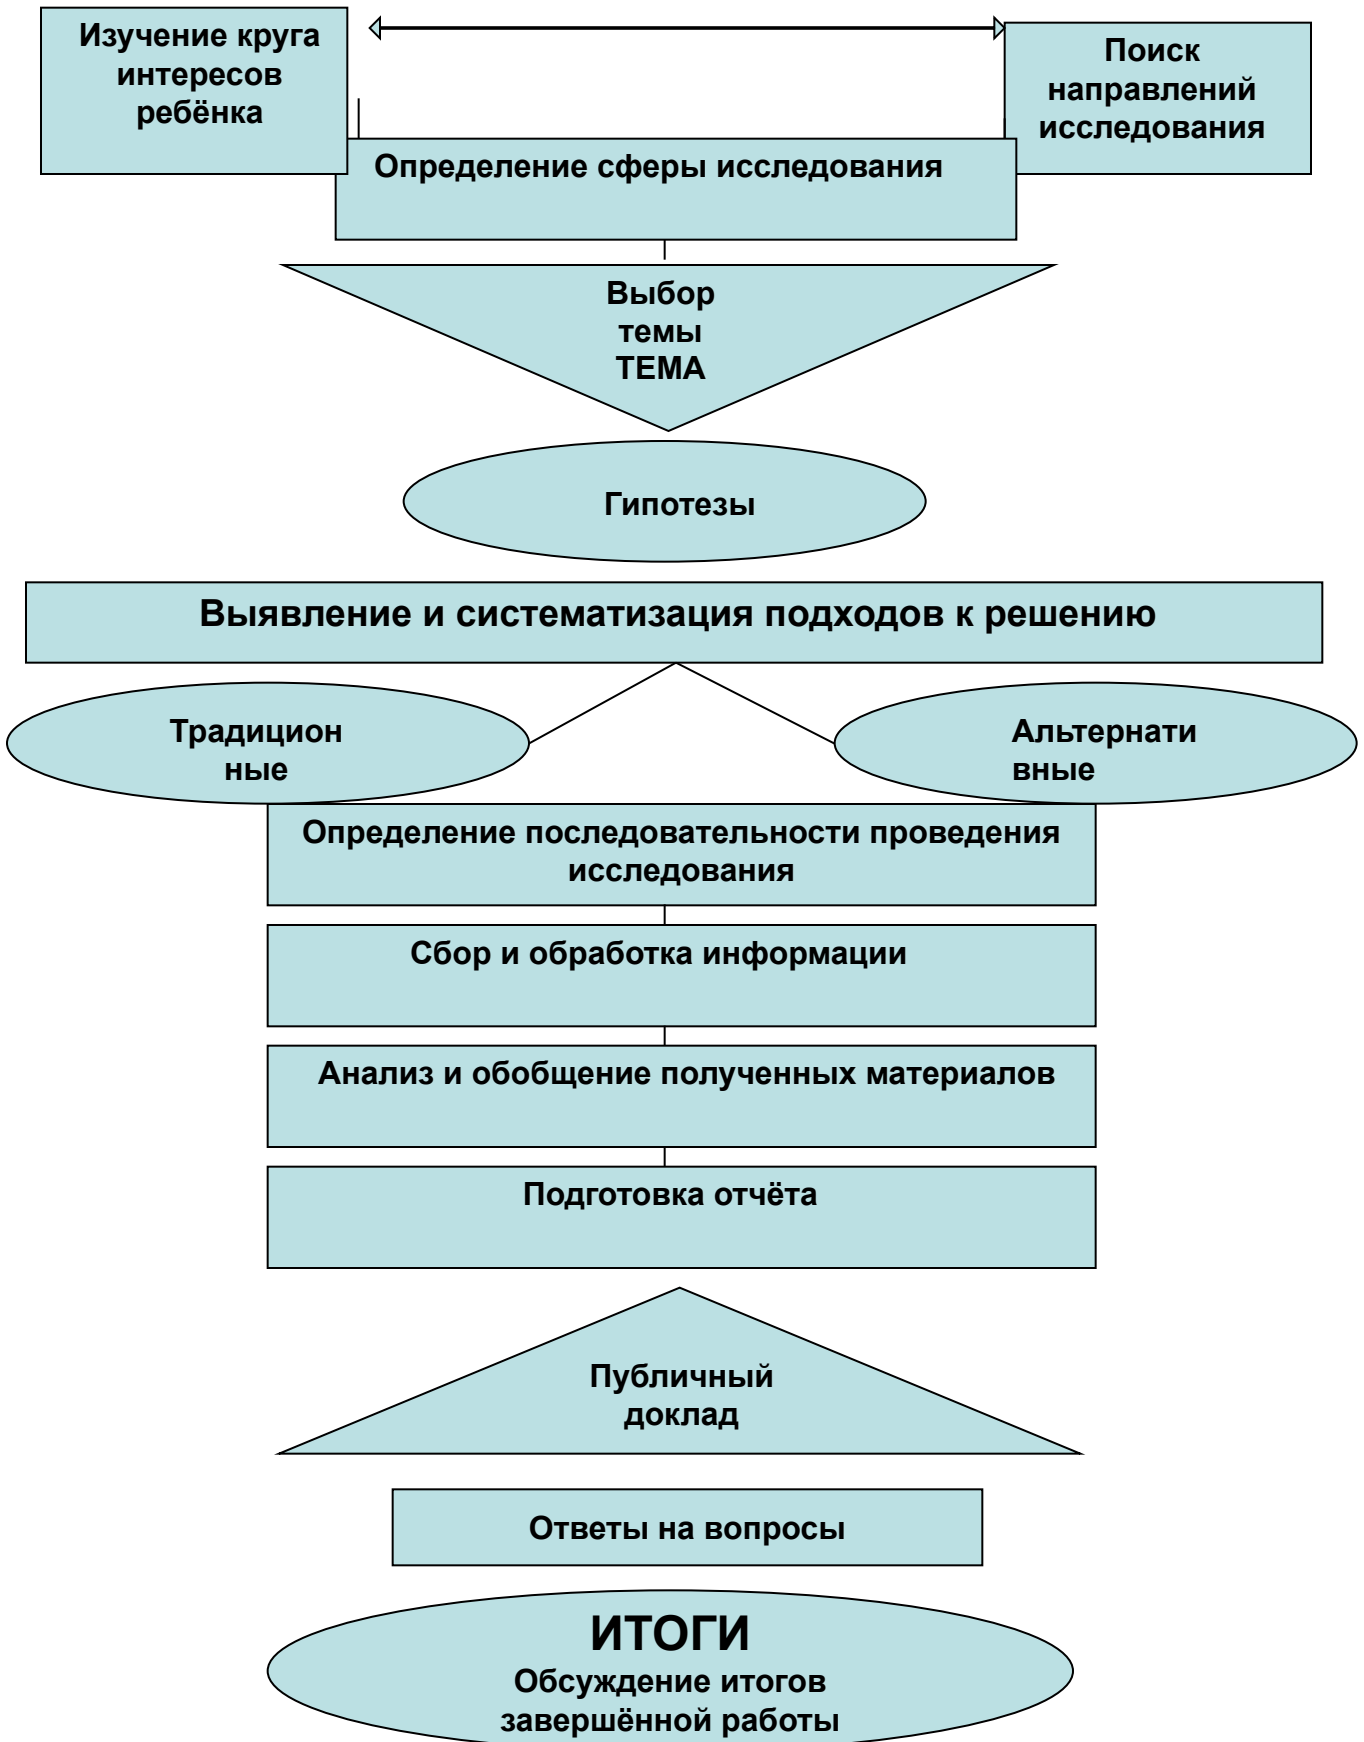 Изучение круга
интересов
ребёнка
Поиск
направлений
исследования
Определение сферы исследования
Выбор
темы
ТЕМА
Гипотезы
Выявление и систематизация подходов к решению
Традицион
ные
Альтернати
вные
Определение последовательности проведения
исследования
Сбор и обработка информации
Анализ и обобщение полученных материалов
Подготовка отчёта
Публичный
доклад
Ответы на вопросы
ИТОГИ
Обсуждение итогов
завершённой работы